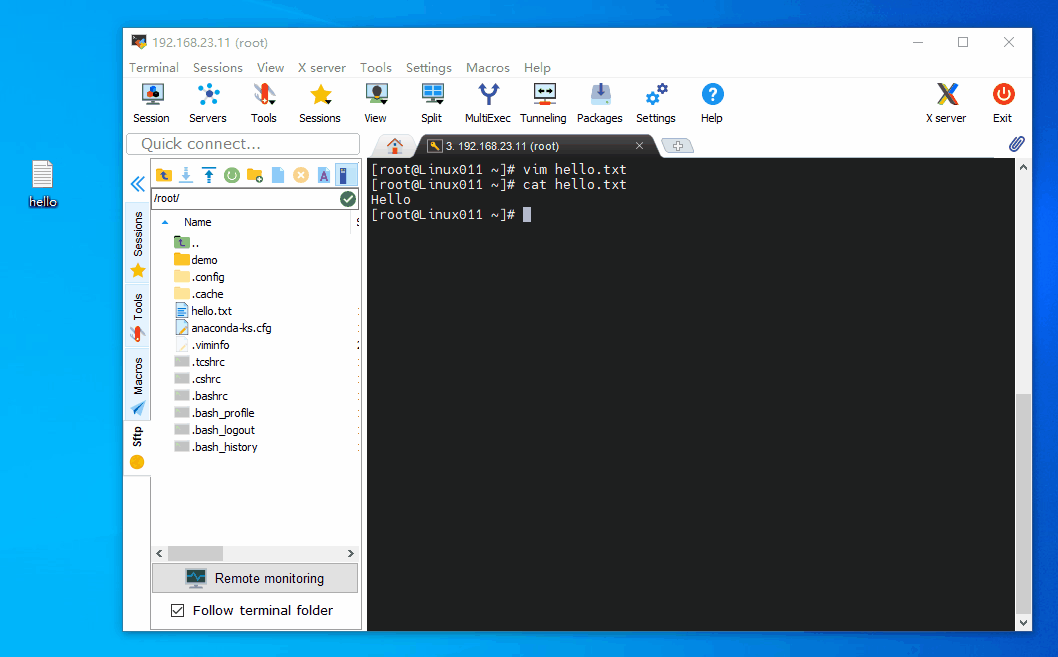 192.168.23.11 (root)
Terminal Sessions View X server Tools Settings Macros Help
Session Servers Tools Sessions View Split MultiExec Tunneling Packages Settings Help X server Exit
Quick connect...
3. 192.168.23.11 (root)
hello
/root/
Name
..
demo
.config
.cache
hello.txt
anaconda-ks.cfg
.viminfo
.tcshrc
.cshrc
.bashrc
.bash_profile
.bash_logout
.bash_history
Sessions
Tools
Macros
Sftp
Remote monitoring
Follow terminal folder
[root@Linux011 ~]# vim hello.txt
[root@Linux011 ~]# cat hello.txt
Hello
[root@Linux011 ~]#